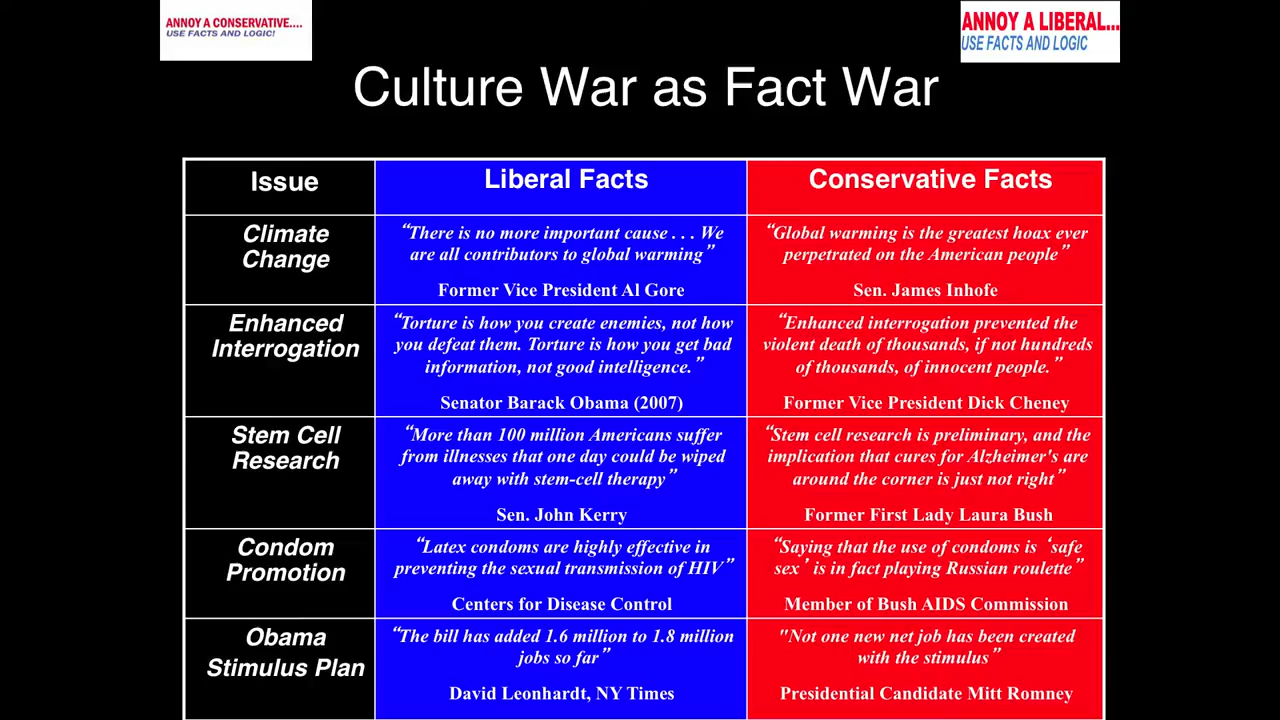 ANNOY A CONSERVATIVE....
USE FACTS AND LOGIC!
ANNOY A LIBERAL...
USE FACTS AND LOGIC
Culture War as Fact War
Issue
Liberal Facts
Conservative Facts
Climate
Change
“There is no more important cause . . . We
are all contributors to global warming”
Former Vice President Al Gore
“Global warming is the greatest hoax ever
perpetrated on the American people”
Sen. James Inhofe
Enhanced
Interrogation
“Torture is how you create enemies, not how
you defeat them. Torture is how you get bad
information, not good intelligence.”
Senator Barack Obama (2007)
“Enhanced interrogation prevented the
violent death of thousands, if not hundreds
of thousands, of innocent people.”
Former Vice President Dick Cheney
Stem Cell
Research
“More than 100 million Americans suffer
from illnesses that one day could be wiped
away with stem-cell therapy”
Sen. John Kerry
“Stem cell research is preliminary, and the
implication that cures for Alzheimer's are
around the corner is just not right”
Former First Lady Laura Bush
Condom
Promotion
“Latex condoms are highly effective in
preventing the sexual transmission of HIV”
Centers for Disease Control
“Saying that the use of condoms is ‘safe
sex’ is in fact playing Russian roulette”
Member of Bush AIDS Commission
Obama
Stimulus Plan
“The bill has added 1.6 million to 1.8 million
jobs so far”
David Leonhardt, NY Times
"Not one new net job has been created
with the stimulus”
Presidential Candidate Mitt Romney